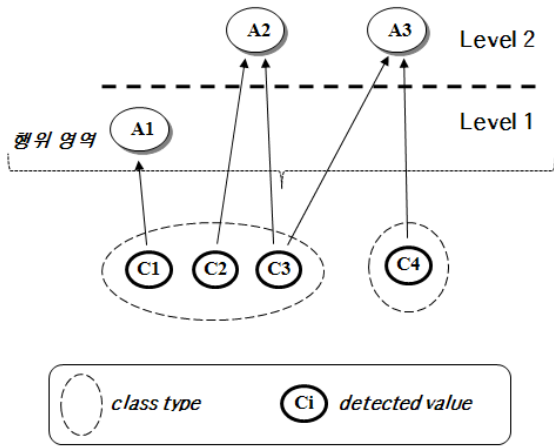 A2 A3 Level 2
A1 Level 1
행위 영역
C1 C2 C3 C4
class type Ci detected value